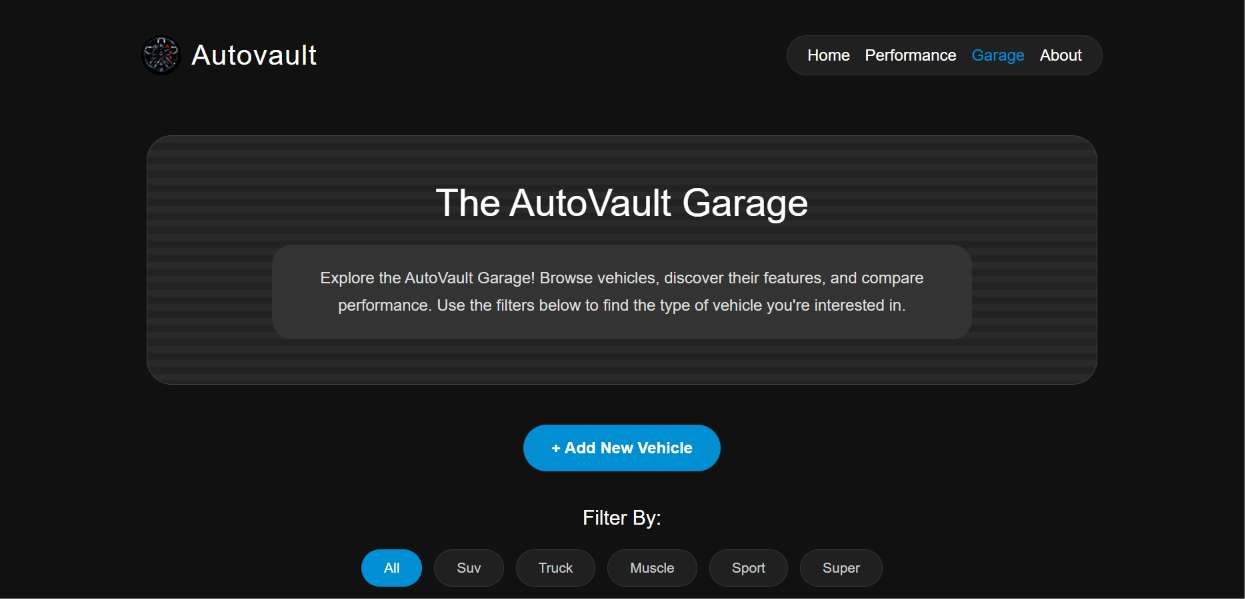 Autovault
Home Performance Garage About
The AutoVault Garage
Explore the AutoVault Garage! Browse vehicles, discover their features, and compare
performance. Use the filters below to find the type of vehicle you're interested in.
+ Add New Vehicle
Filter By:
All Suv Truck Muscle Sport Super